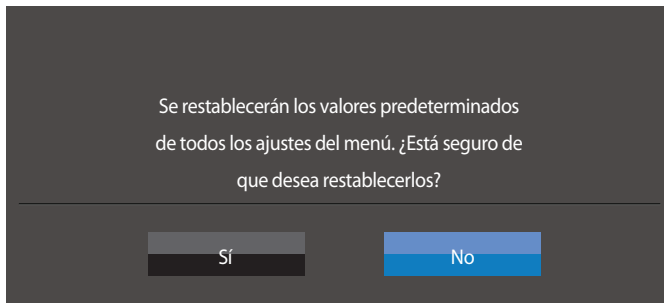 Se restablecerán los valores predeterminados
de todos los ajustes del menú. ¿Está seguro de
que desea restablecerlos?
Sí
No